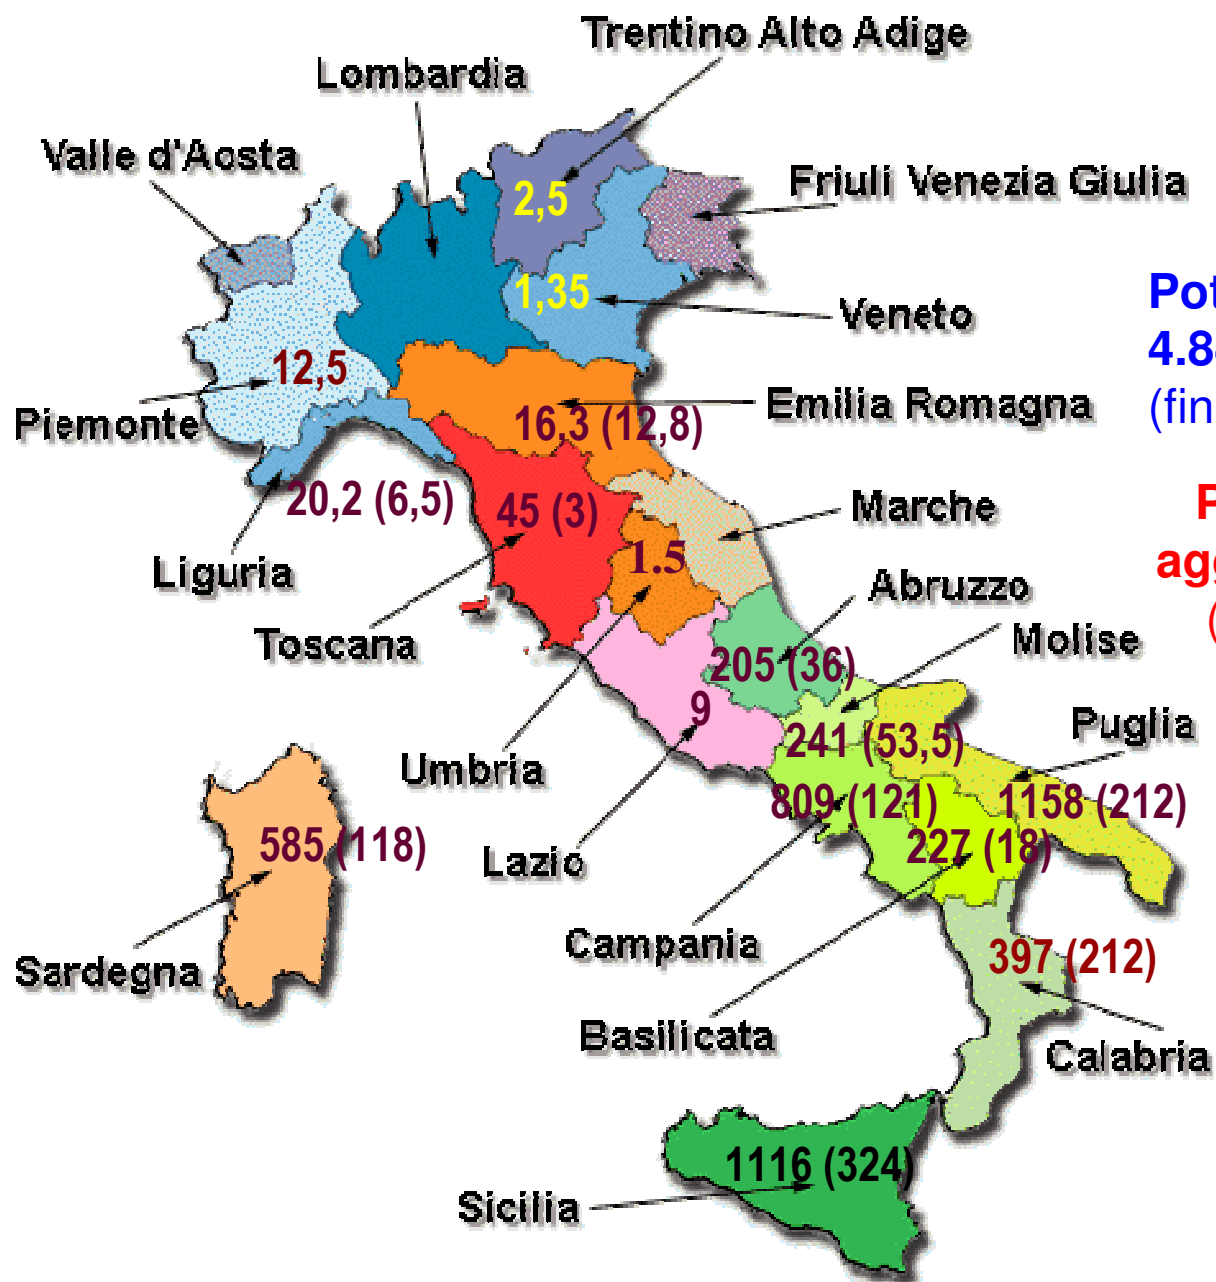 Trentino Alto Adige
Lombardia
Valle d'Aosta
Friuli Venezia Giulia
2,5
1,35
Veneto
12,5
Piemonte
Emilia Romagna
16,3 (12,8)
20,2 (6,5)
45 (3)
Marche
Liguria
1.5
Abruzzo
Toscana
Molise
205 (36)
9
Puglia
241 (53,5)
Umbria
809 (121)
1158 (212)
585 (118)
227 (18)
Lazio
Campania
397 (212)
Sardegna
Basilicata
Calabria
1116 (324)
Sicilia